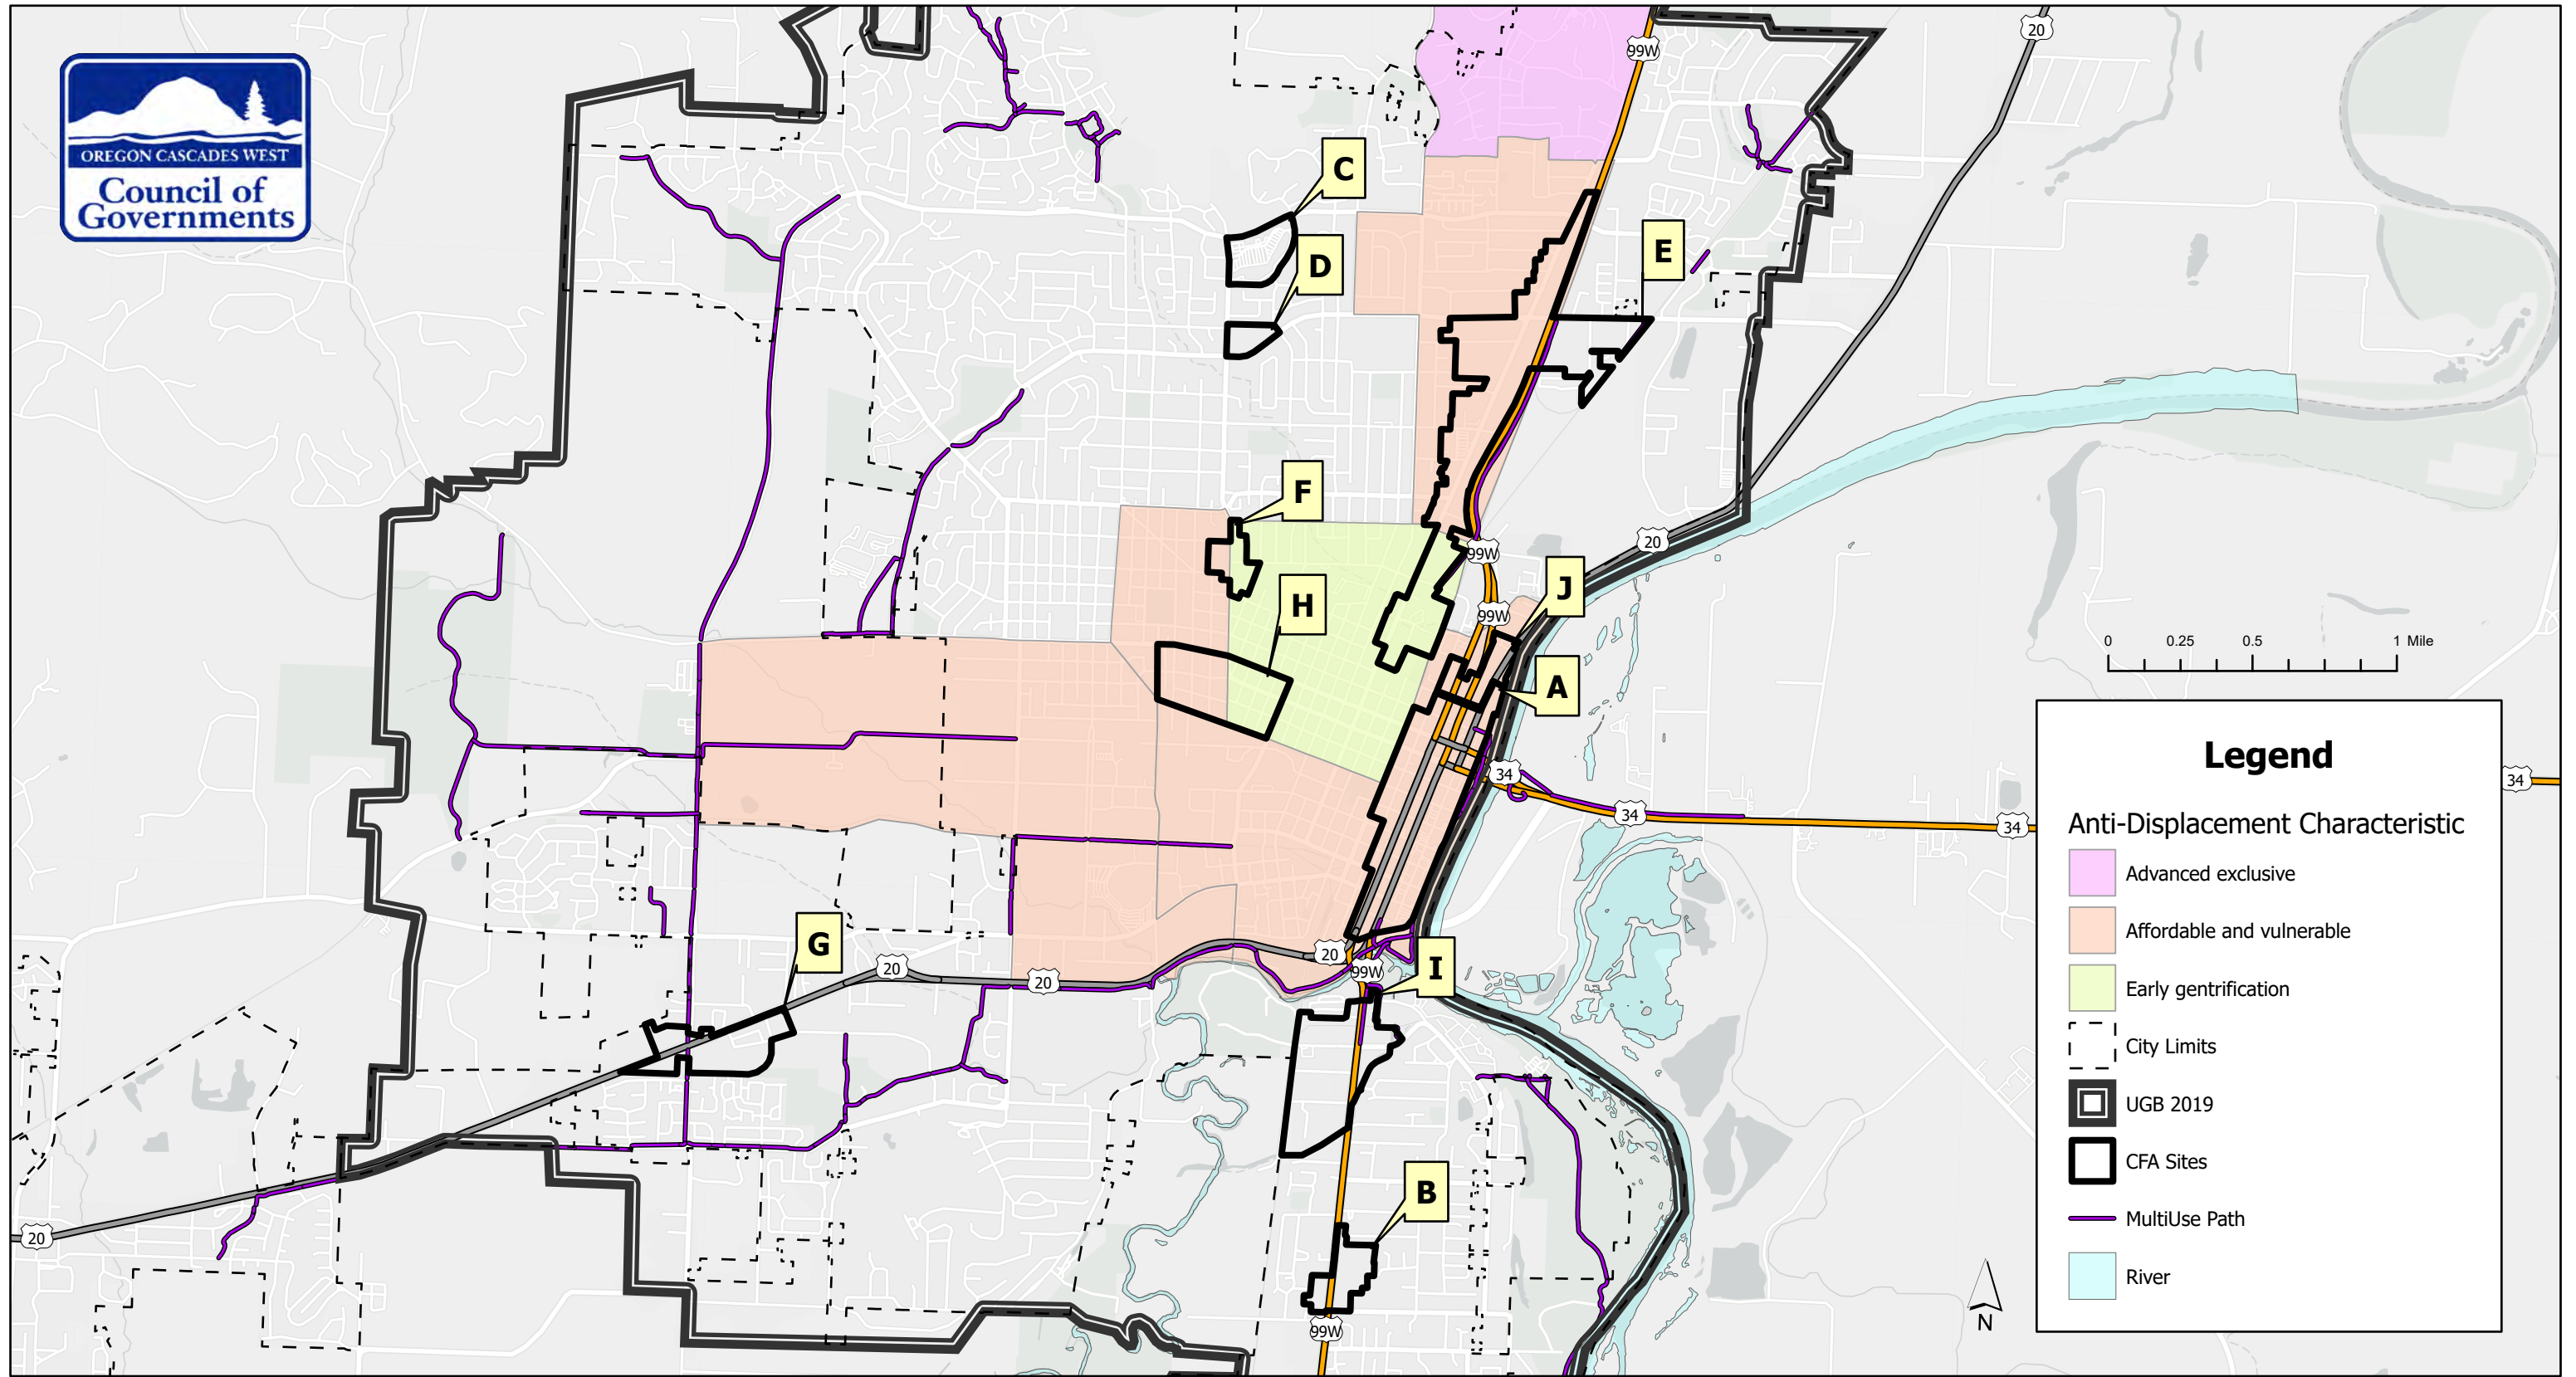 OREGON CASCADES WEST
Council of
Governments
20
99W
C
D
E
F
99W
20
H
J
99W
0 0.25 0.5 1 Mile
A
34
34
34
34
G
20
20
20
99W
I
B
20
99W
N
Legend
Anti-Displacement Characteristic
Advanced exclusive
Affordable and vulnerable
Early gentrification
City Limits
UGB 2019
CFA Sites
MultiUse Path
River